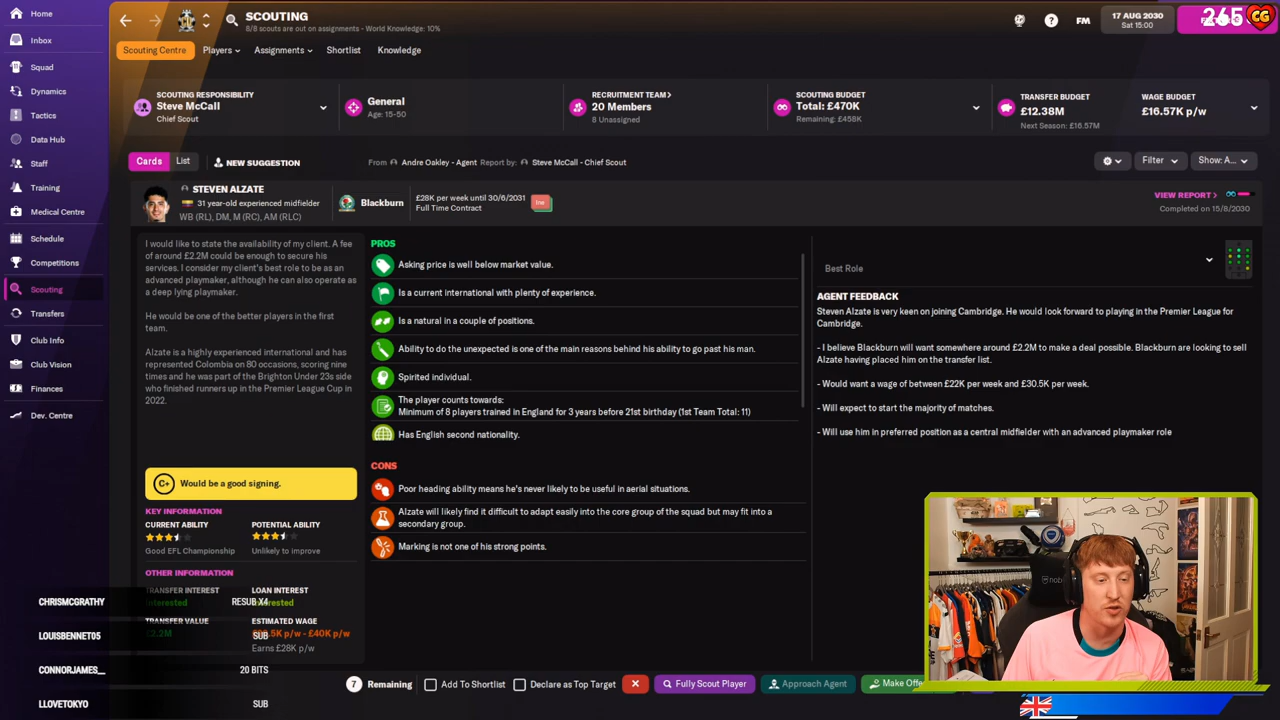 Home
Inbox
Squad
Dynamics
Tactics
Data Hub
Staff
Training
Medical Centre
Schedule
Competitions
Scouting
Transfers
Club Info
Club Vision
Finances
Dev. Centre
SCOUTING
8/8 scouts are out on assignments - World Knowledge: 10%
FM
17 AUG 2030
Sat 15:00
265
CG
Scouting Centre
Players
Assignments
Shortlist
Knowledge
SCOUTING RESPONSIBILITY
Steve McCall
Chief Scout
General
Age: 15-50
RECRUITMENT TEAM >
20 Members
8 Unassigned
SCOUTING BUDGET
Total: £470K
Remaining: £458K
TRANSFER BUDGET
£12.38M
Next Season: £16.57M
WAGE BUDGET
£16.57K p/w
Cards
List
NEW SUGGESTION
From Andre Oakley - Agent Report by: Steve McCall - Chief Scout
Filter
Show: A...
STEVEN ALZATE
31 year-old experienced midfielder
WB (RL), DM, M (RC), AM (RLC)
Blackburn
£28K per week until 30/6/2031
Full Time Contract
Inw
VIEW REPORT >
Completed on 15/8/2030
I would like to state the availability of my client. A fee
of around £2.2M could be enough to secure his
services. I consider my client's best role to be as an
advanced playmaker, although he can also operate as
a deep lying playmaker.
He would be one of the better players in the first
team.
Alzate is a highly experienced international and has
represented Colombia on 80 occasions, scoring nine
times and he was part of the Brighton Under 23s side
who finished runners up in the Premier League Cup in
2022.
C+ Would be a good signing.
KEY INFORMATION
CURRENT ABILITY
Good EFL Championship
POTENTIAL ABILITY
Unlikely to improve
OTHER INFORMATION
TRANSFER INTEREST
Interested
LOAN INTEREST
Interested
TRANSFER VALUE
£2.2M
ESTIMATED WAGE
p/w - £40K p/w
Earns £28K p/w
PROS
Asking price is well below market value.
Is a current international with plenty of experience.
Is a natural in a couple of positions.
Ability to do the unexpected is one of the main reasons behind his ability to go past his man.
Spirited individual.
The player counts towards:
Minimum of 8 players trained in England for 3 years before 21st birthday (1st Team Total: 11)
Has English second nationality.
CONS
Poor heading ability means he's never likely to be useful in aerial situations.
Alzate will likely find it difficult to adapt easily into the core group of the squad but may fit into a
secondary group.
Marking is not one of his strong points.
Best Role
AGENT FEEDBACK
Steven Alzate is very keen on joining Cambridge. He would look forward to playing in the Premier League for
Cambridge.
- I believe Blackburn will want somewhere around £2.2M to make a deal possible. Blackburn are looking to sell
Alzate having placed him on the transfer list.
- Would want a wage of between £22K per week and £30.5K per week.
- Will expect to start the majority of matches.
- Will use him in preferred position as a central midfielder with an advanced playmaker role
CHRISMCGRATHY RESUB X4
LOUISBENNET05 SUB
CONNORJAMES__ 20 BITS
LLOVETOKYO SUB
7 Remaining
Add To Shortlist
Declare as Top Target
Fully Scout Player
Approach Agent
Make Offe